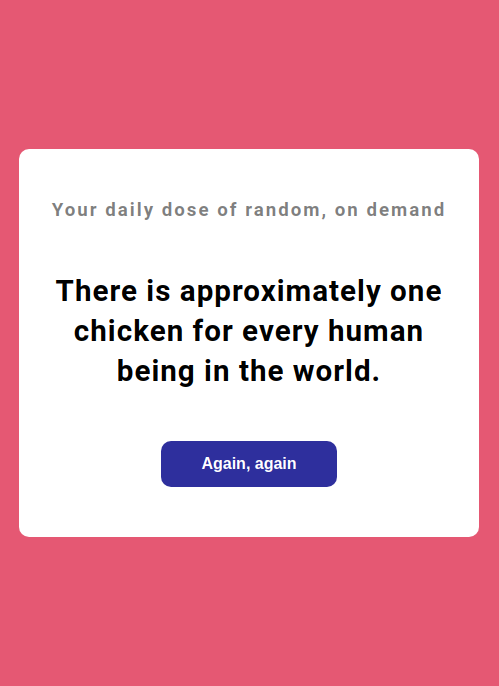 Your daily dose of random, on demand
There is approximately one
chicken for every human
being in the world.
Again, again